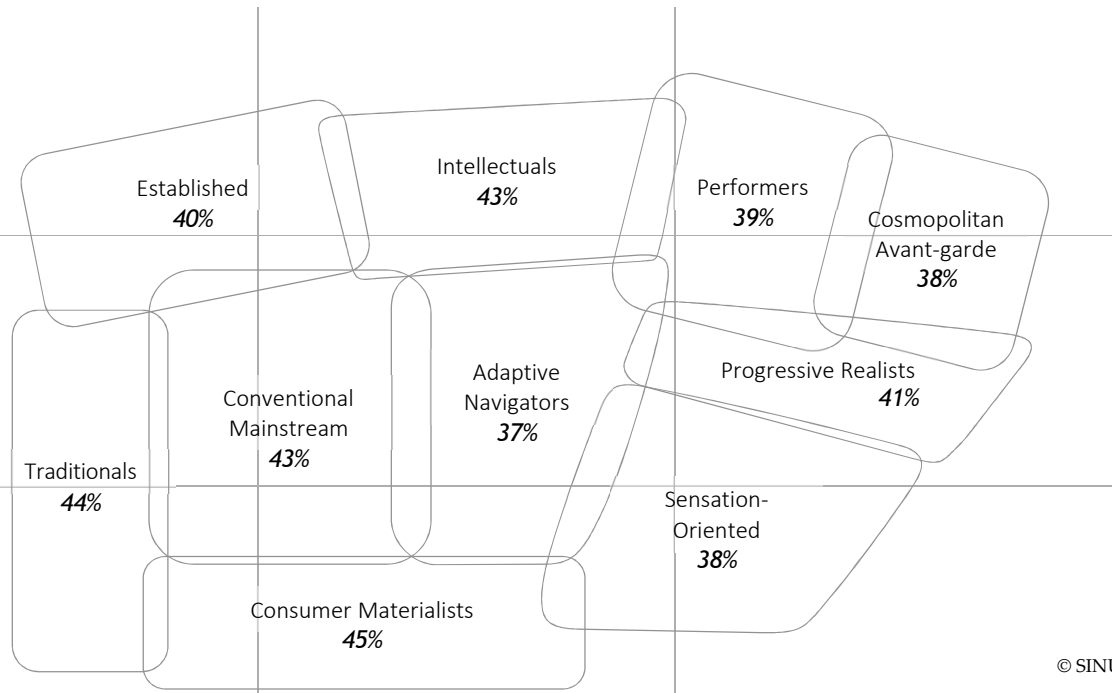 Established
40%
Intellectuals
43%
Performers
39%
Cosmopolitan
Avant-garde
38%
Progressive Realists
41%
Adaptive
Navigators
37%
Conventional
Mainstream
43%
Traditionals
44%
Sensation-
Oriented
38%
Consumer Materialists
45%
© SINU